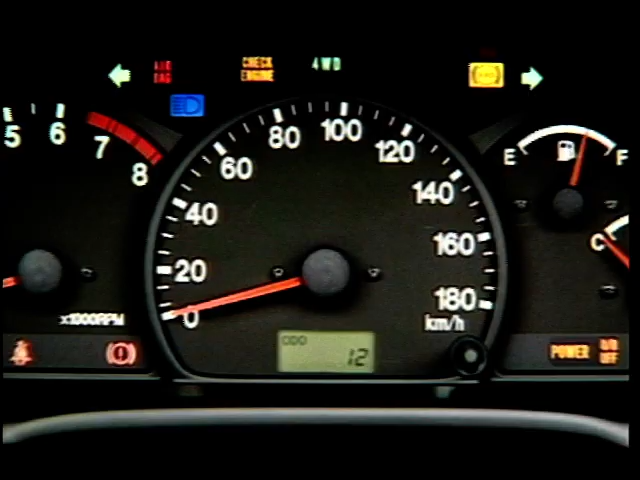 AIR
BAG
CHECK
ENGINE
4WD
5
6
7
8
x1000RPM
0
20
40
60
80
100
120
140
160
180
km/h
ODO
12
E
F
C
POWER
O/D
OFF